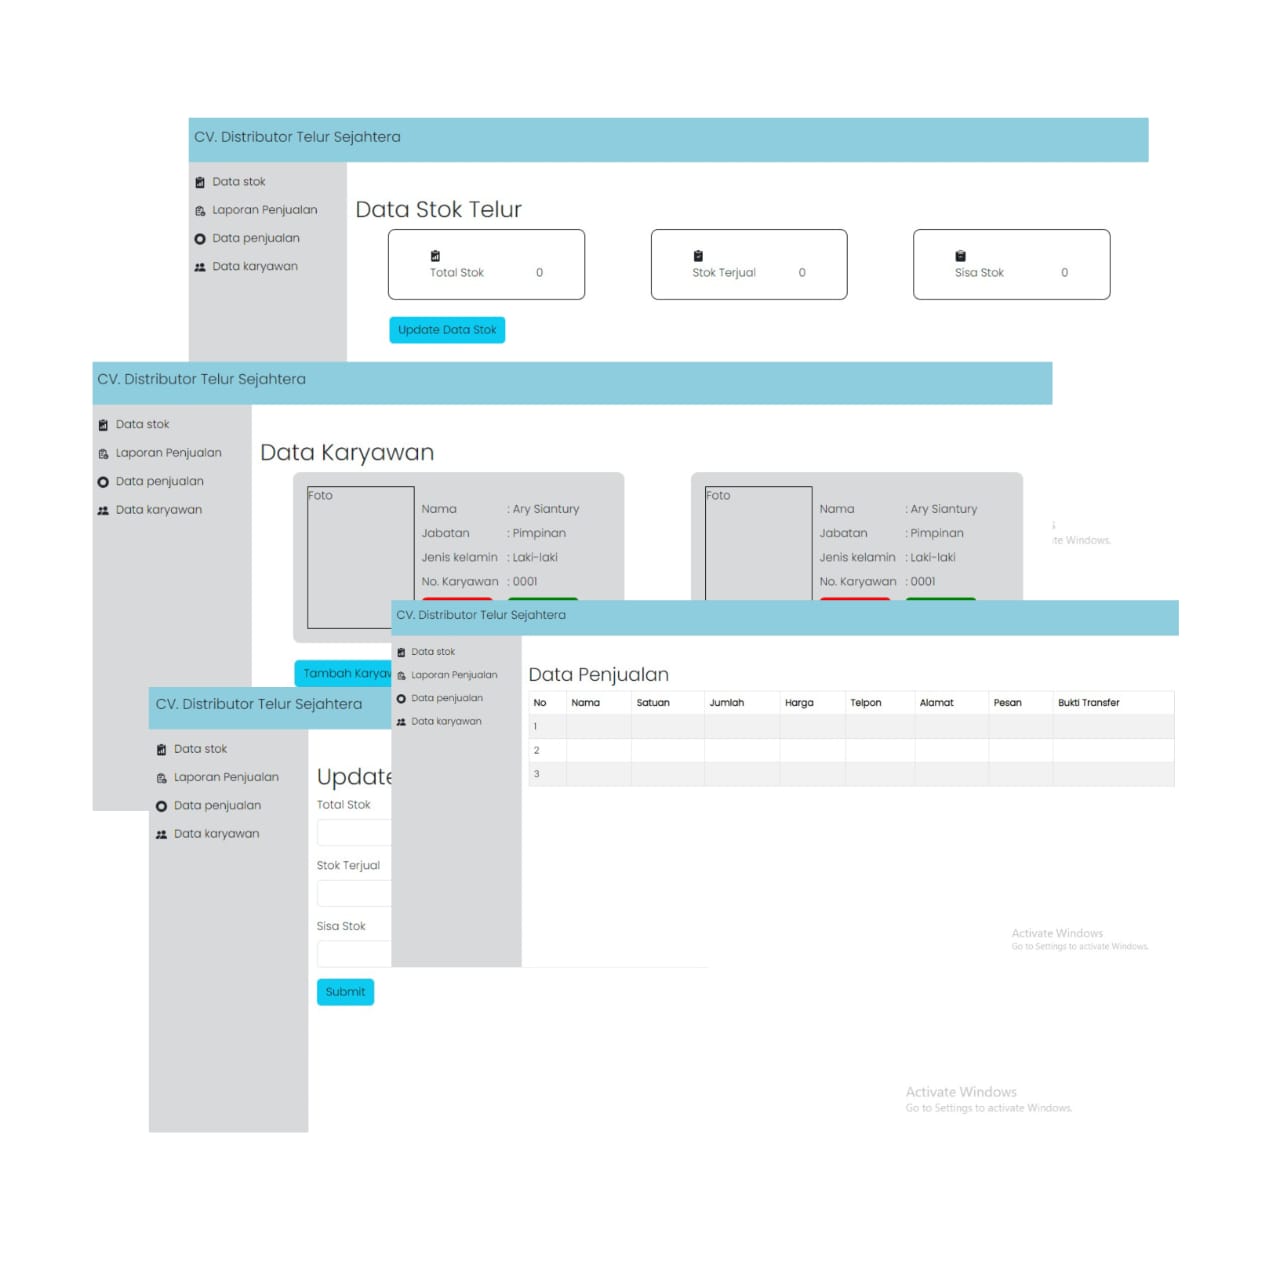 CV. Distributor Telur Sejahtera
Data stok
Laporan Penjualan
Data penjualan
Data karyawan
Data Stok Telur
Total Stok 0
Stok Terjual 0
Sisa Stok 0
Update Data Stok
CV. Distributor Telur Sejahtera
Data stok
Laporan Penjualan
Data penjualan
Data karyawan
Data Karyawan
Foto
Nama : Ary Siantury
Jabatan : Pimpinan
Jenis kelamin : Laki-laki
No. Karyawan : 0001
Foto
Nama : Ary Siantury
Jabatan : Pimpinan
Jenis kelamin : Laki-laki
No. Karyawan : 0001
Windows.
Tambah
CV. Distributor Telur Sejahtera
Data stok
Laporan Penjualan
Data penjualan
Data karyawan
Data Penjualan
No Nama Satuan Jumlah Harga Telpon Alamat Pesan Bukti Transfer
1
2
3
Activate Windows
Go to Settings to activate Windows.
CV. Distributor Telur Sejahtera
Data stok
Laporan Penjualan
Data penjualan
Data karyawan
Update
Total Stok
Stok Terjual
Sisa Stok
Submit
Activate Windows
Go to Settings to activate Windows.